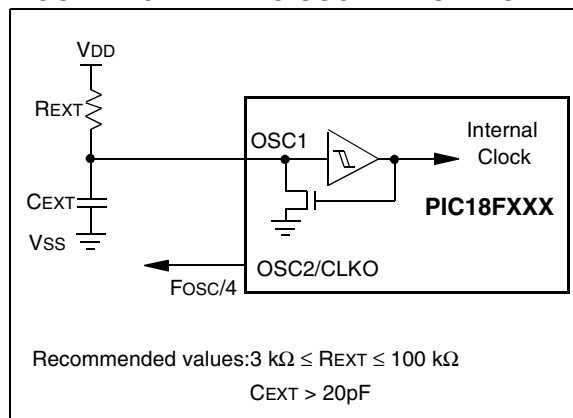 VDD
REXT
OSC1
Internal
Clock
CEXT
PIC18FXXX
VSS
OSC2/CLKO
FOSC/4
Recommended values:3 kΩ ≤ REXT ≤ 100 kΩ
CEXT > 20pF